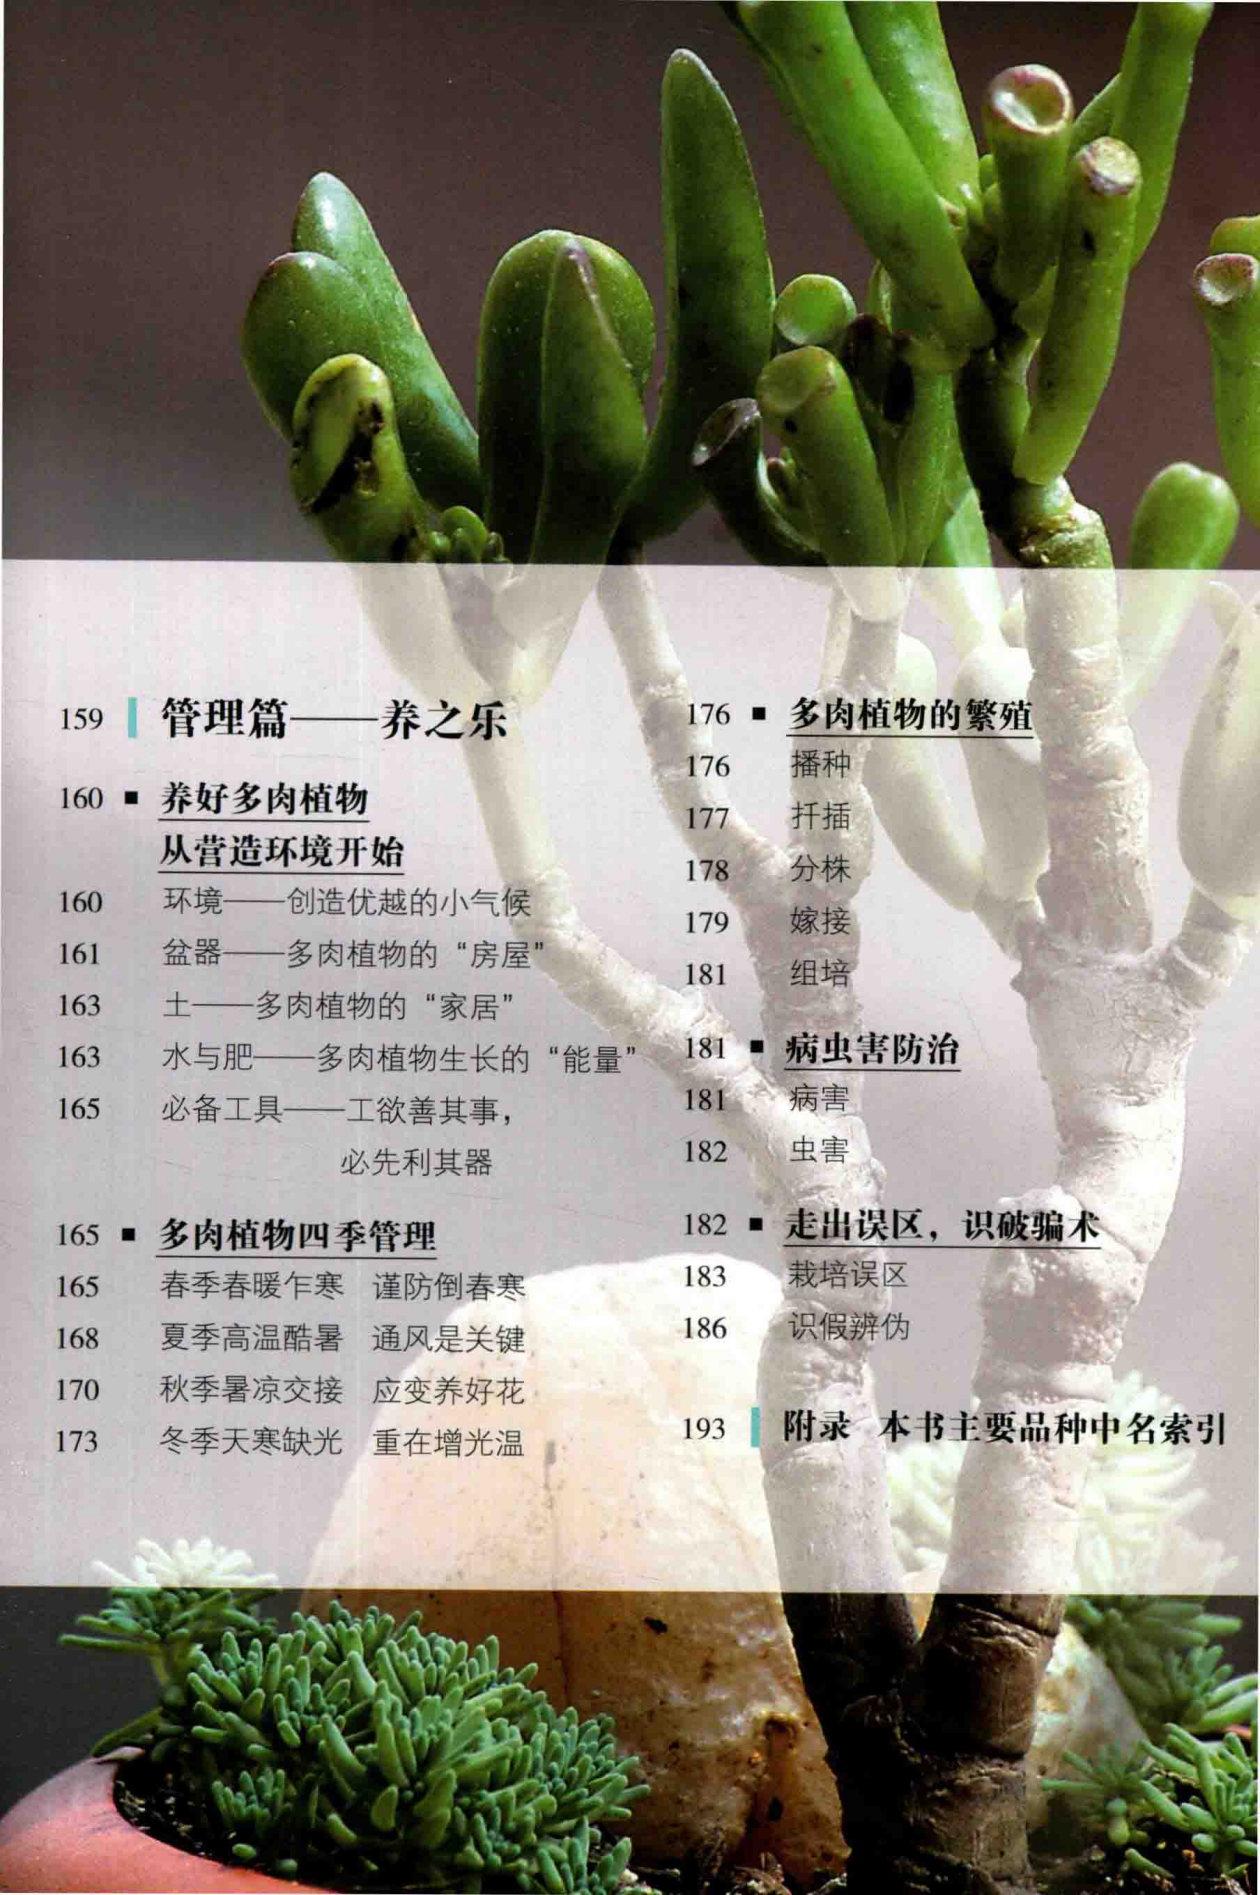 159 管理篇——养之乐
160 ■ 养好多肉植物
从营造环境开始
160 环境——创造优越的小气候
161 盆器——多肉植物的“房屋”
163 土——多肉植物的“家居”
163 水与肥——多肉植物生长的“能量”
165 必备工具——工欲善其事，
必先利其器
165 ■ 多肉植物四季管理
165 春季春暖乍寒　谨防倒春寒
168 夏季高温酷暑　通风是关键
170 秋季暑凉交接　应变养好花
173 冬季天寒缺光　重在增光温
176 ■ 多肉植物的繁殖
176 播种
177 扦插
178 分株
179 嫁接
181 组培
181 ■ 病虫害防治
181 病害
182 虫害
182 ■ 走出误区，识破骗术
183 栽培误区
186 识假辨伪
193 附录 本书主要品种中名索引